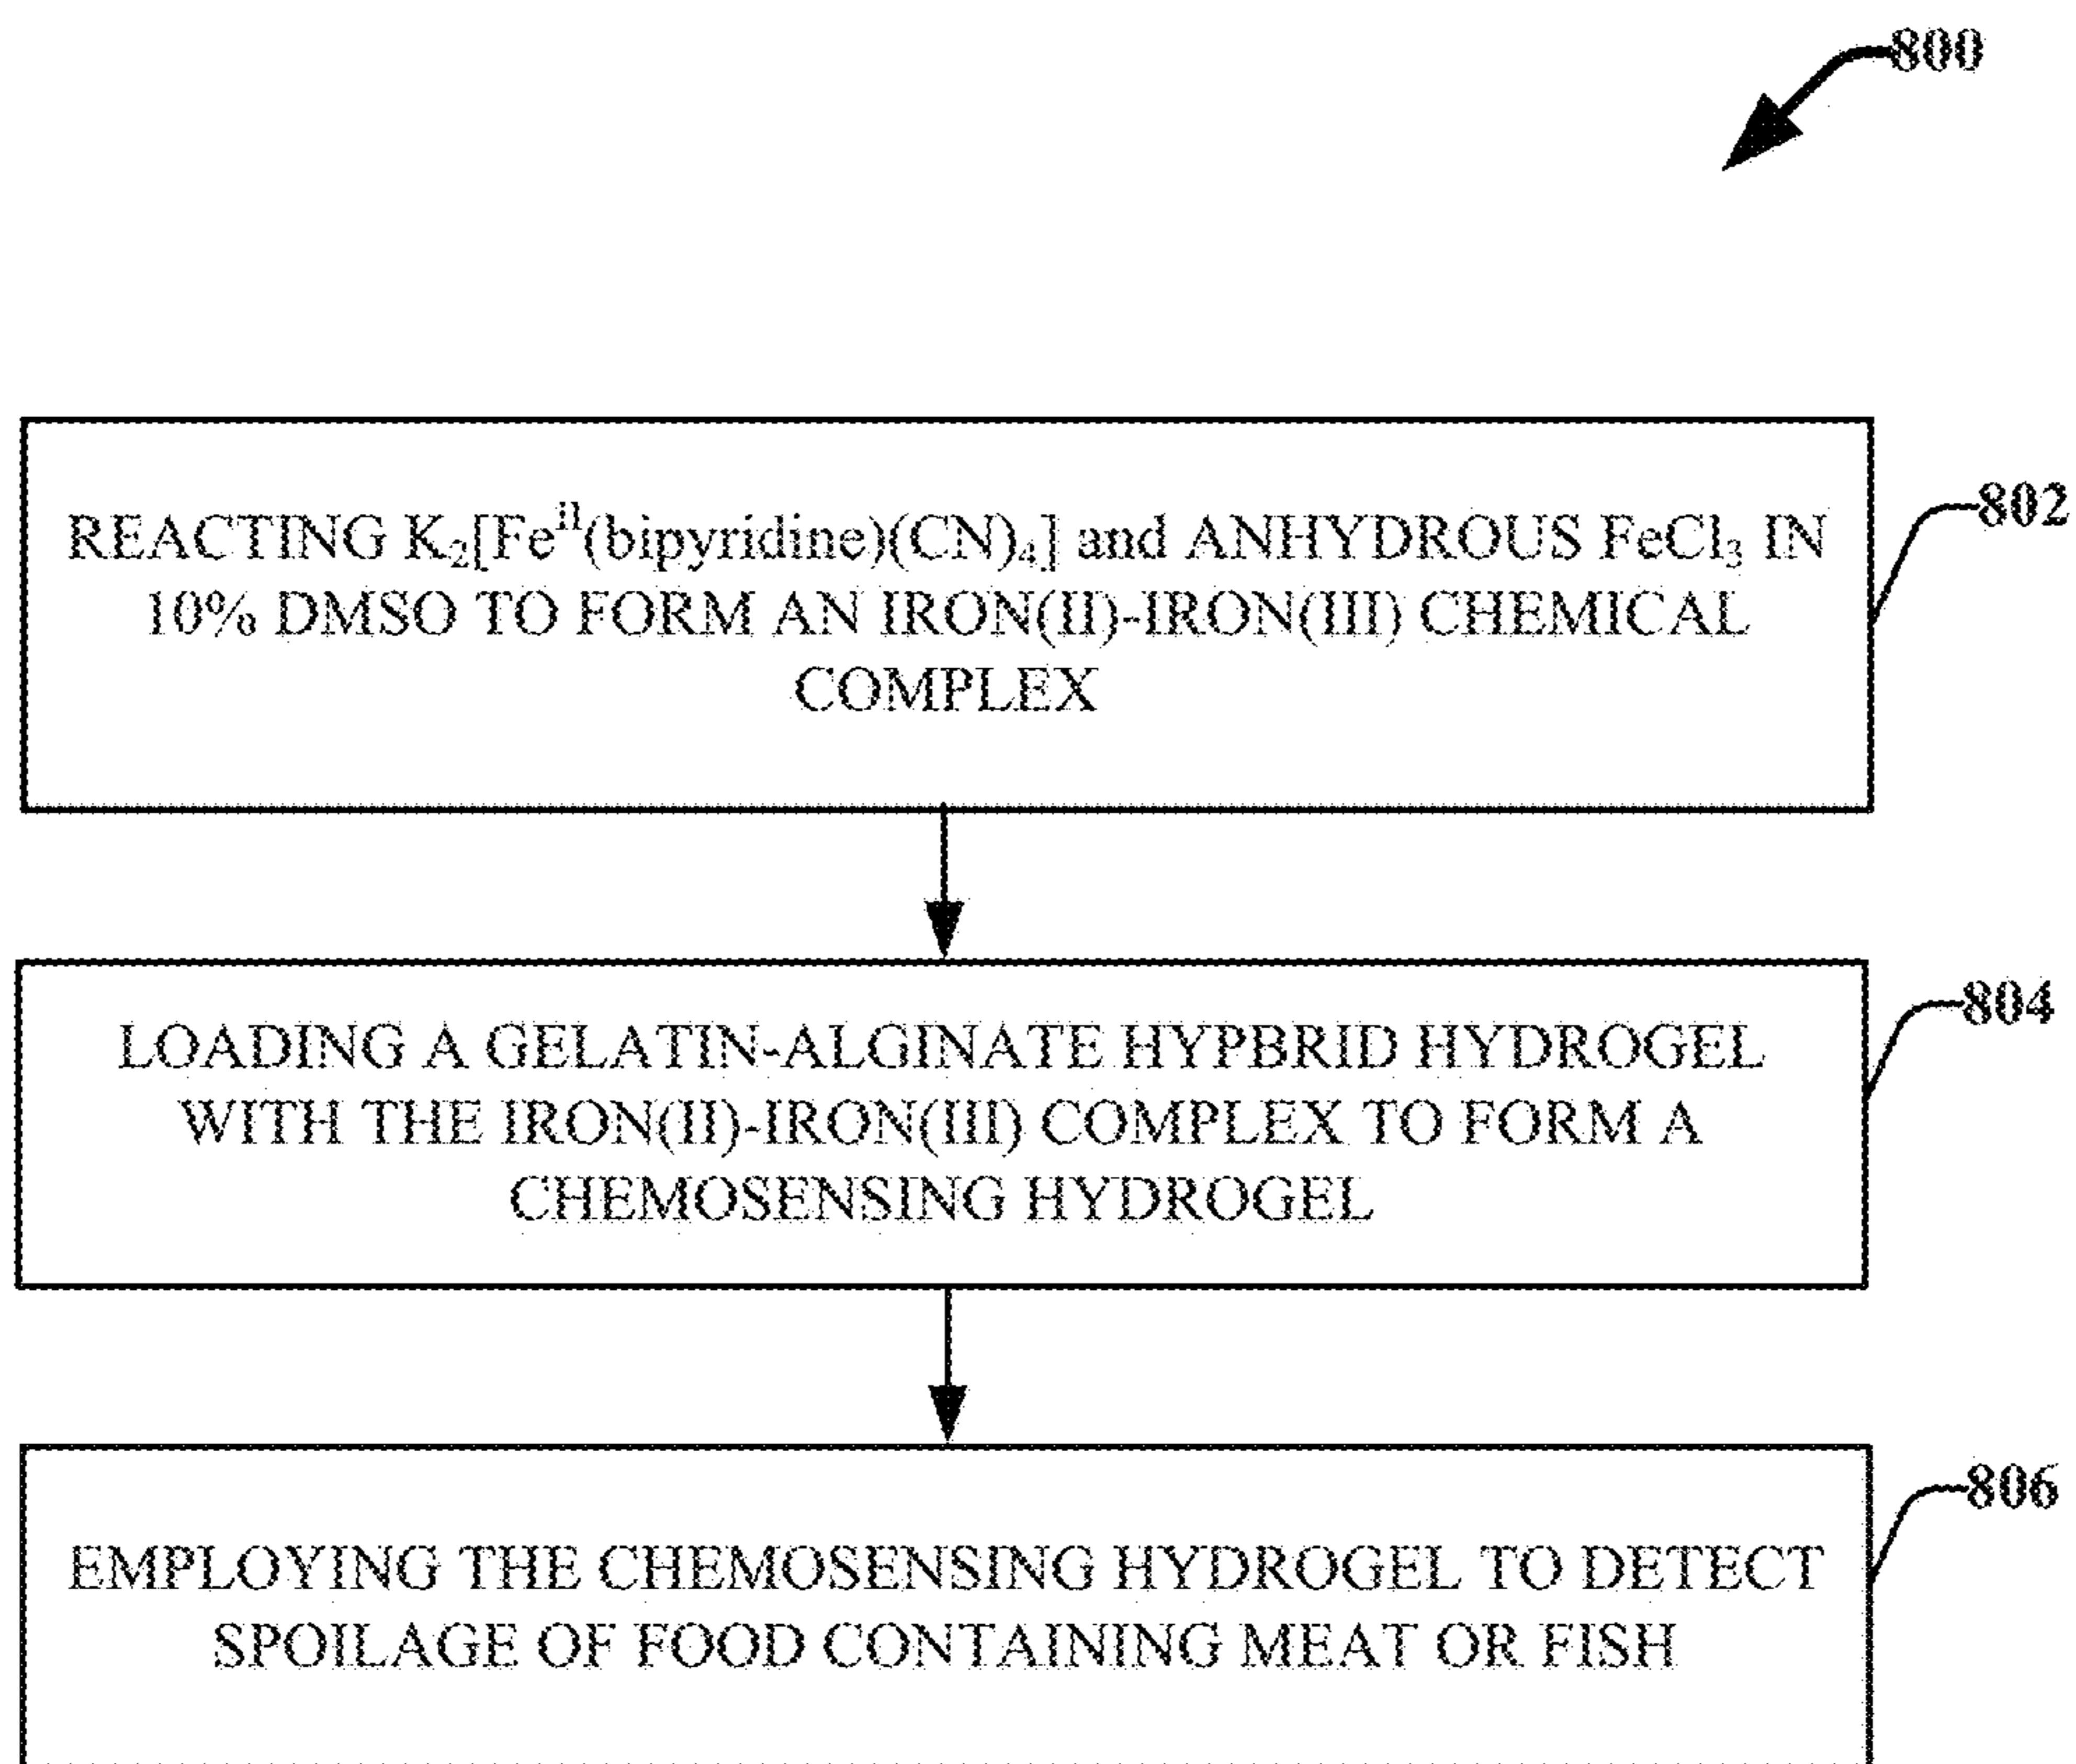 800
REACTING K₂[Feᴵᴵ(bipyridine)(CN)₄] and ANHYDROUS FeCl₃ IN
10% DMSO TO FORM AN IRON(II)-IRON(III) CHEMICAL
COMPLEX
802
LOADING A GELATIN-ALGINATE HYPBRID HYDROGEL
WITH THE IRON(II)-IRON(III) COMPLEX TO FORM A
CHEMOSENSING HYDROGEL
804
EMPLOYING THE CHEMOSENSING HYDROGEL TO DETECT
SPOILAGE OF FOOD CONTAINING MEAT OR FISH
806